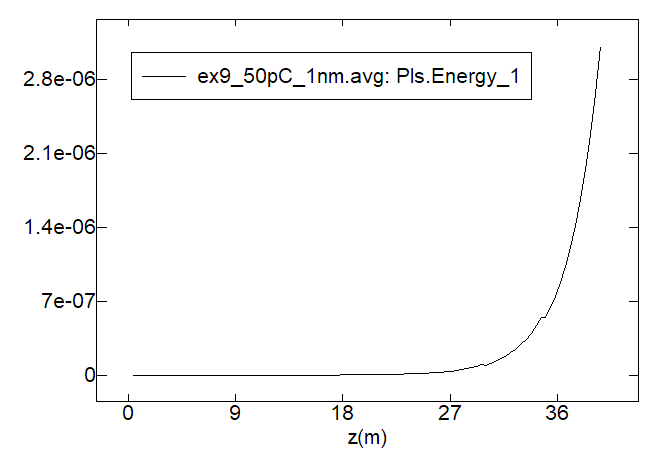 ex9_50pC_1nm.avg: Pls.Energy_1
2.8e-06
2.1e-06
1.4e-06
7e-07
0
0 9 18 27 36
z(m)